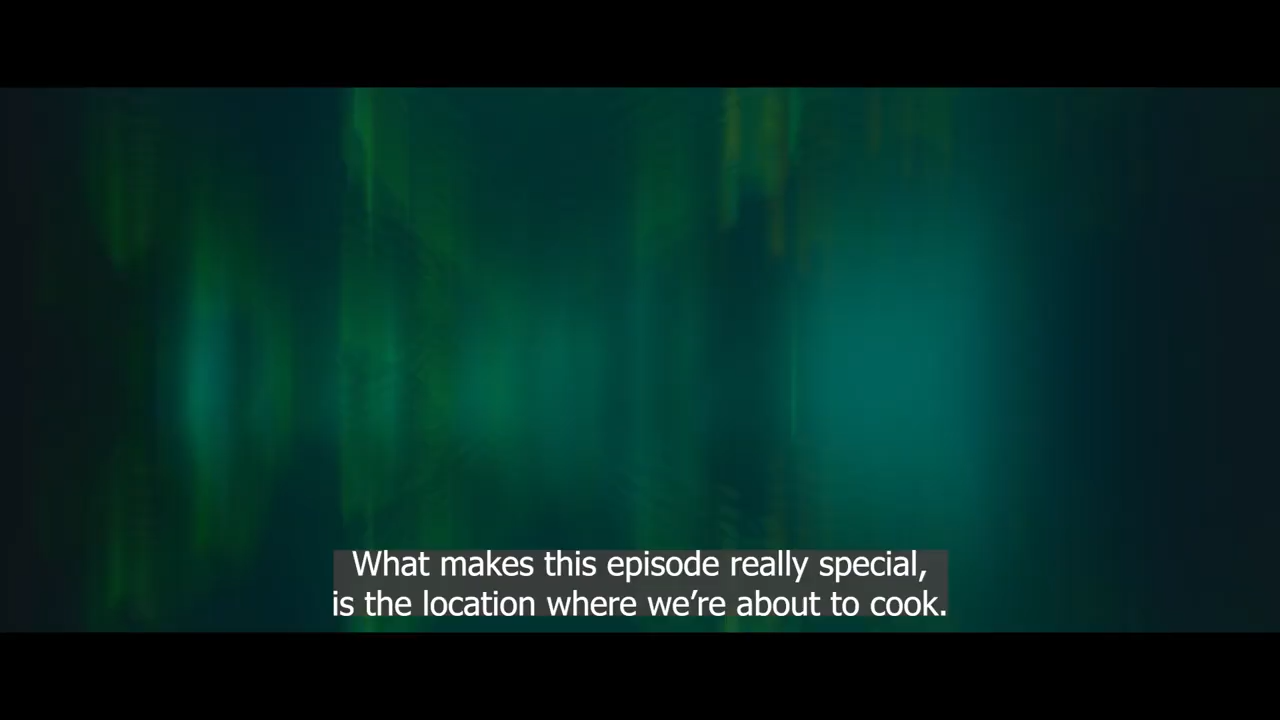 What makes this episode really special,
is the location where we’re about to cook.